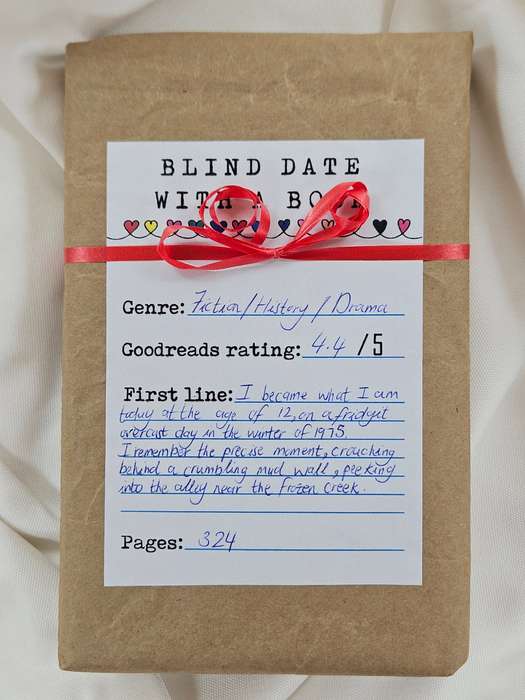 BLIND DATE
WITH A BOOK
Genre: Fiction/History/Drama
Goodreads rating: 4.4 /5
First line: I became what I am
today at the age of 12, on a fradget
overcast day in the winter of 1975.
I remember the precise moment, crouching
behind a crumbling mud wall, peeking
into the alley near the frozen creek.
Pages: 324